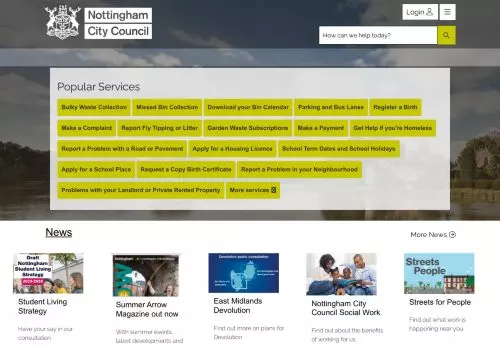 Nottingham
City Council
Login
How can we help today?
Popular Services
Bulky Waste Collection
Missed Bin Collection
Download your Bin Calendar
Parking and Bus Lanes
Register a Birth
Make a Complaint
Report Fly Tipping or Litter
Garden Waste Subscriptions
Make a Payment
Get Help if you're Homeless
Report a Problem with a Road or Pavement
Apply for a Housing Licence
School Term Dates and School Holidays
Apply for a School Place
Request a Copy Birth Certificate
Report a Problem in your Neighbourhood
Problems with your Landlord or Private Rented Property
More services
News
More News
Draft
Nottingham
Student Living
Strategy
Student Living
Strategy
Have your say in our
consultation
Nottingham
Summer Arrow
Magazine out now
With summer events,
latest developments and
Devolution public consultation
East Midlands
Devolution
Find out more on plans for
Devolution
Nottingham City
Council Social Work
Find out about the benefits
of working for us
Streets
People
Streets for People
Find out what work is
happening near you.